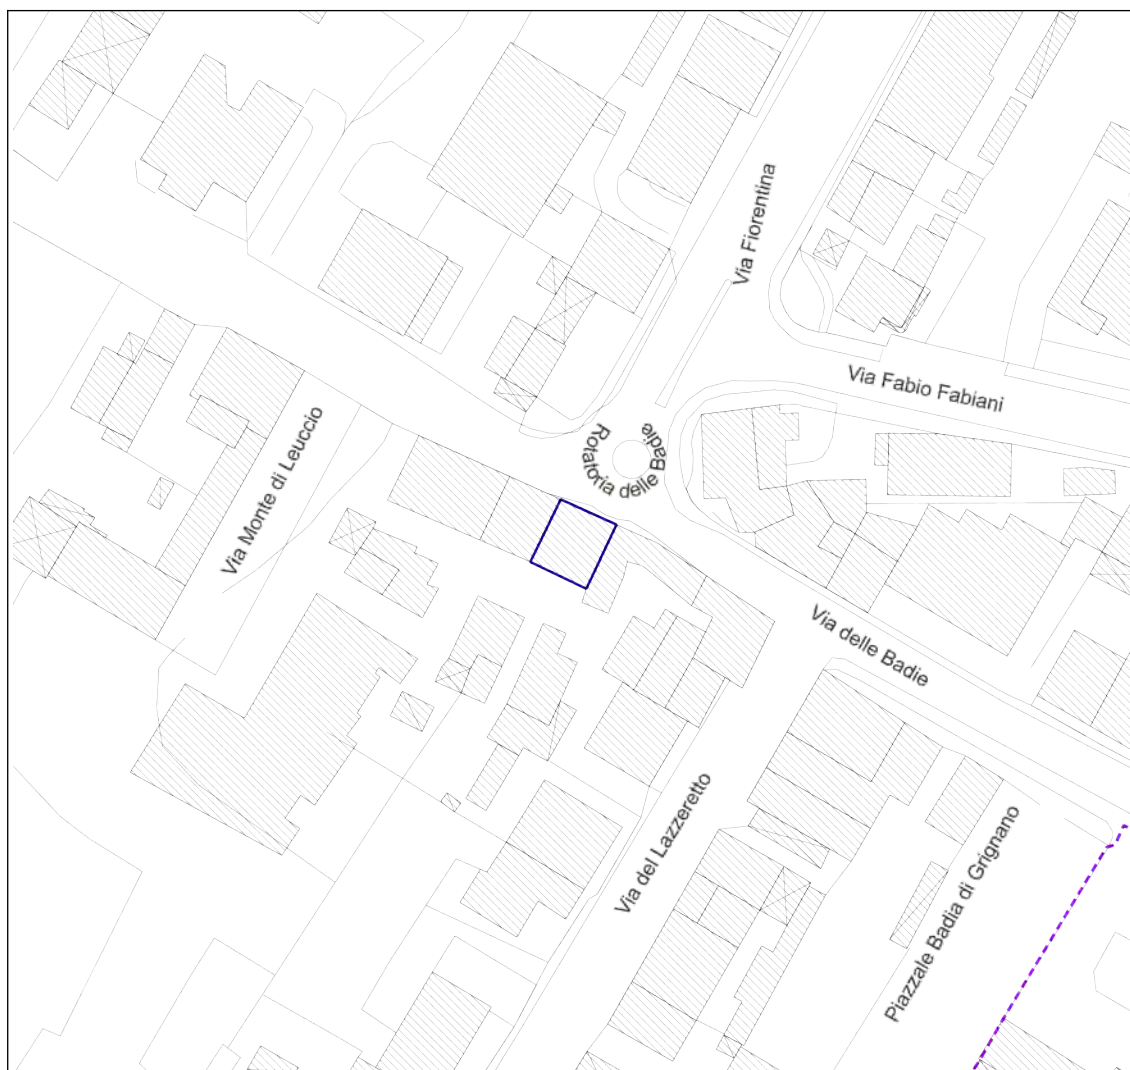 Via Fiorentina
Via Fabio Fabiani
Rotatoria delle Badie
Via Monte di Leuccio
Via delle Badie
Via del Lazzeretto
Piazzale Badia di Grignano